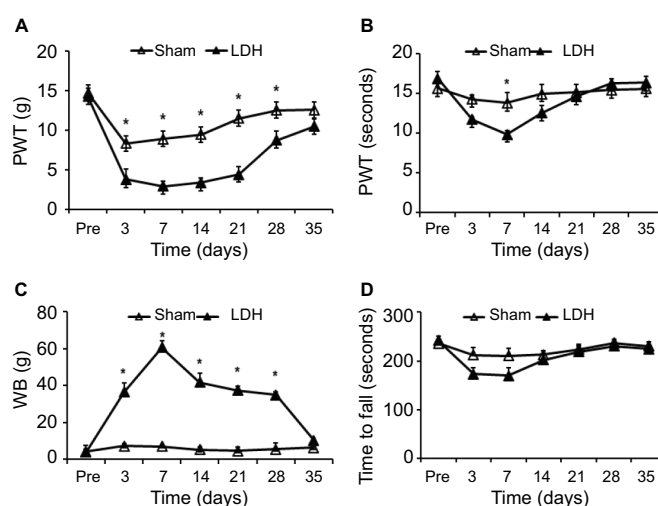 A
Sham LDH
20
15
10
5
0
PWT (g)
* * * * *
Pre 3 7 14 21 28 35
Time (days)
B
Sham LDH
20
15
10
5
0
PWT (seconds)
*
Pre 3 7 14 21 28 35
Time (days)
C
Sham LDH
80
60
40
20
0
WB (g)
* * * * *
Pre 3 7 14 21 28 35
Time (days)
D
Sham LDH
300
200
100
0
Time to fall (seconds)
Pre 3 7 14 21 28 35
Time (days)